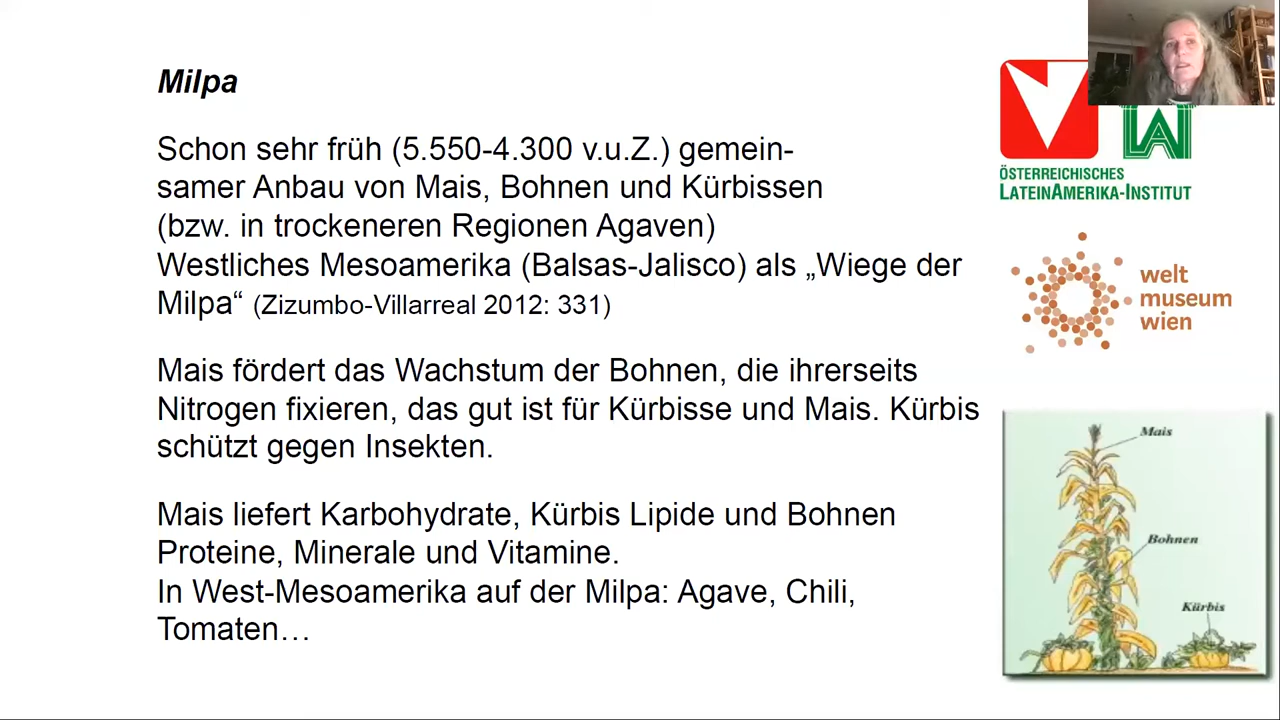 Milpa
Schon sehr früh (5.550-4.300 v.u.Z.) gemein-
samer Anbau von Mais, Bohnen und Kürbissen
(bzw. in trockeneren Regionen Agaven)
Westliches Mesoamerika (Balsas-Jalisco) als „Wiege der
Milpa“ (Zizumbo-Villarreal 2012: 331)
Mais fördert das Wachstum der Bohnen, die ihrerseits
Nitrogen fixieren, das gut ist für Kürbisse und Mais. Kürbis
schützt gegen Insekten.
Mais liefert Karbohydrate, Kürbis Lipide und Bohnen
Proteine, Minerale und Vitamine.
In West-Mesoamerika auf der Milpa: Agave, Chili,
Tomaten…
LAI
ÖSTERREICHISCHES
LATEINAMERIKA-INSTITUT
welt
museum
wien
Mais
Bohnen
Kürbis